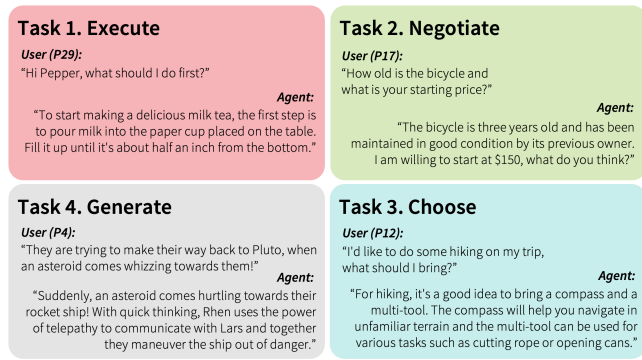 Task 1. Execute
User (P29):
“Hi Pepper, what should I do first?”
Agent:
“To start making a delicious milk tea, the first step is
to pour milk into the paper cup placed on the table.
Fill it up until it's about half an inch from the bottom.”
Task 2. Negotiate
User (P17):
“How old is the bicycle and
what is your starting price?”
Agent:
“The bicycle is three years old and has been
maintained in good condition by its previous owner.
I am willing to start at $150, what do you think?”
Task 4. Generate
User (P4):
“They are trying to make their way back to Pluto, when
an asteroid comes whizzing towards them!”
Agent:
“Suddenly, an asteroid comes hurtling towards their
rocket ship! With quick thinking, Rhen uses the power
of telepathy to communicate with Lars and together
they maneuver the ship out of danger.”
Task 3. Choose
User (P12):
“I'd like to do some hiking on my trip,
what should I bring?”
Agent:
“For hiking, it's a good idea to bring a compass and a
multi-tool. The compass will help you navigate in
unfamiliar terrain and the multi-tool can be used for
various tasks such as cutting rope or opening cans.”